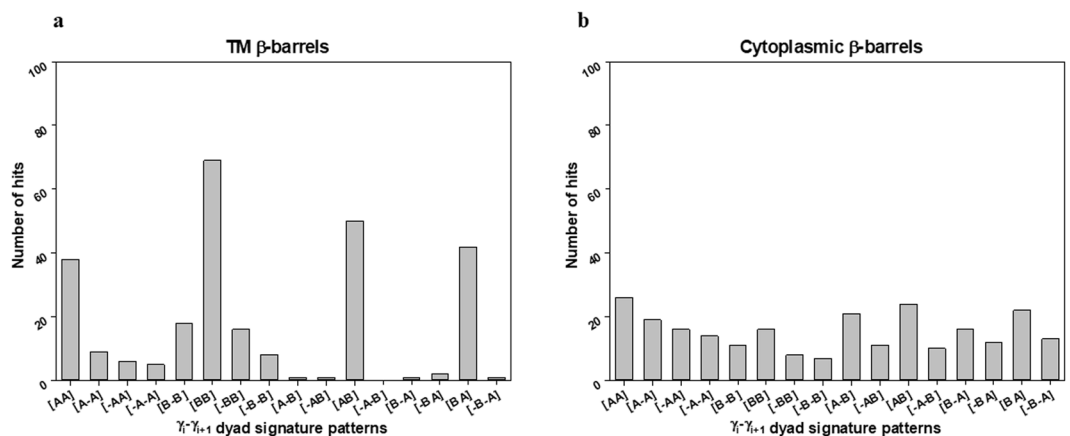 a
TM β-barrels
Number of hits
100
80
60
40
20
0
[AA] [A-A] [-AA] [-A-A] [B-B] [BB] [-BB] [-B-B] [A-B] [-AB] [AB] [-A-B] [B-A] [-BA] [BA] [-B-A]
γi-γi+1 dyad signature patterns
b
Cytoplasmic β-barrels
Number of hits
100
80
60
40
20
0
[AA] [A-A] [-AA] [-A-A] [B-B] [BB] [-BB] [-B-B] [A-B] [-AB] [AB] [-A-B] [B-A] [-BA] [BA] [-B-A]
γi-γi+1 dyad signature patterns